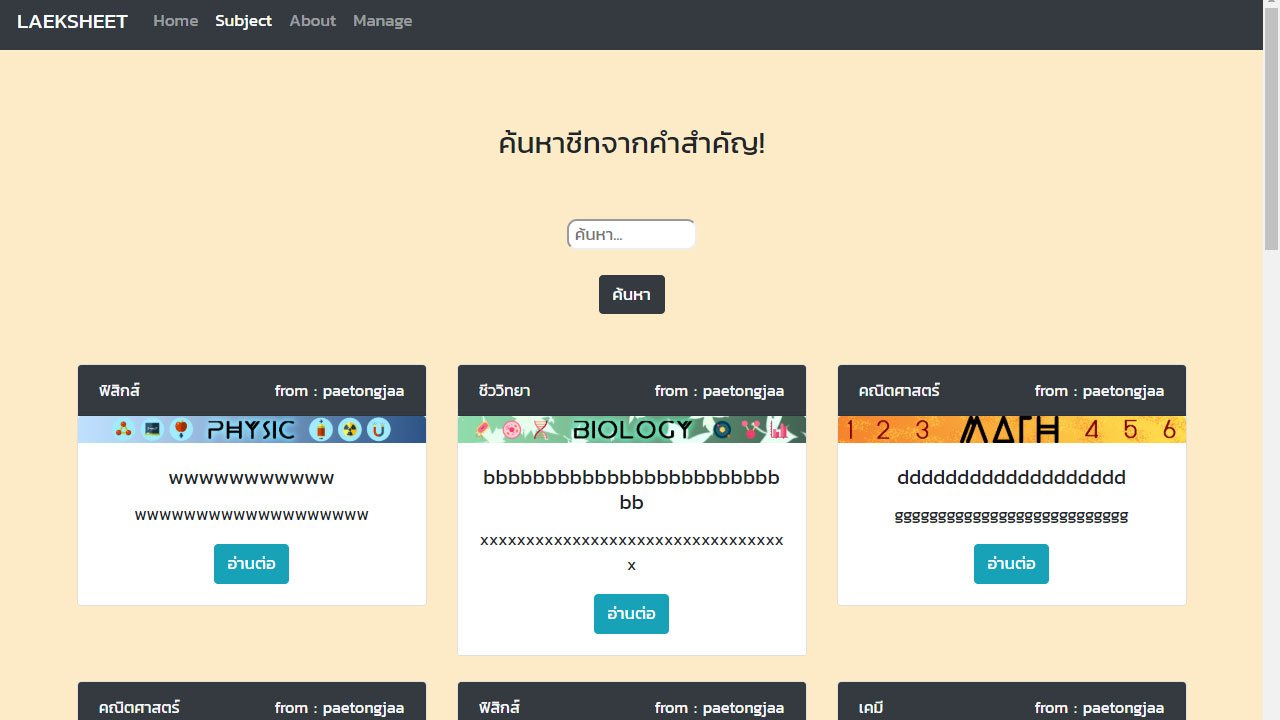 LAEKSHEET Home Subject About Manage
ค้นหาชีทจากคำสำคัญ!
ค้นหา...
ค้นหา
ฟิสิกส์ from : paetongjaa
PHYSIC
wwwwwwwwwww
wwwwwwwwwwwwwwwwwww
อ่านต่อ
ชีววิทยา from : paetongjaa
BIOLOGY
bbbbbbbbbbbbbbbbbbbbbbbb
bb
xxxxxxxxxxxxxxxxxxxxxxxxxxxxxxxxx
x
อ่านต่อ
คณิตศาสตร์ from : paetongjaa
1 2 3 MATH 4 5 6
ddddddddddddddddddd
ggggggggggggggggggggggggggg
อ่านต่อ
คณิตศาสตร์ from : paetongjaa
ฟิสิกส์ from : paetongjaa
เคมี from : paetongjaa